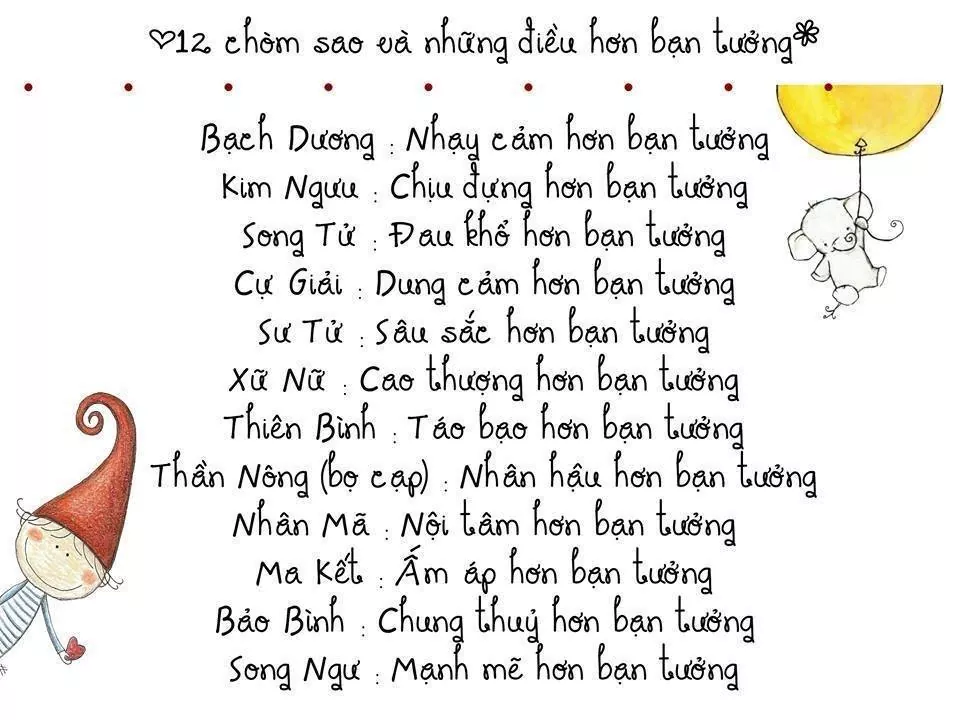 12 chòm sao và những điều hơn bạn tưởng
Bạch Dương : Nhạy cảm hơn bạn tưởng
Kim Ngưu : Chịu đựng hơn bạn tưởng
Song Tử : Đau khổ hơn bạn tưởng
Cự Giải : Dung cảm hơn bạn tưởng
Sư Tử : Sâu sắc hơn bạn tưởng
Xữ Nữ : Cao thượng hơn bạn tưởng
Thiên Bình : Táo bạo hơn bạn tưởng
Thần Nông (bọ cạp) : Nhân hậu hơn bạn tưởng
Nhân Mã : Nội tâm hơn bạn tưởng
Ma Kết : Ấm áp hơn bạn tưởng
Bảo Bình : Chung thuỷ hơn bạn tưởng
Song Ngư : Mạnh mẽ hơn bạn tưởng